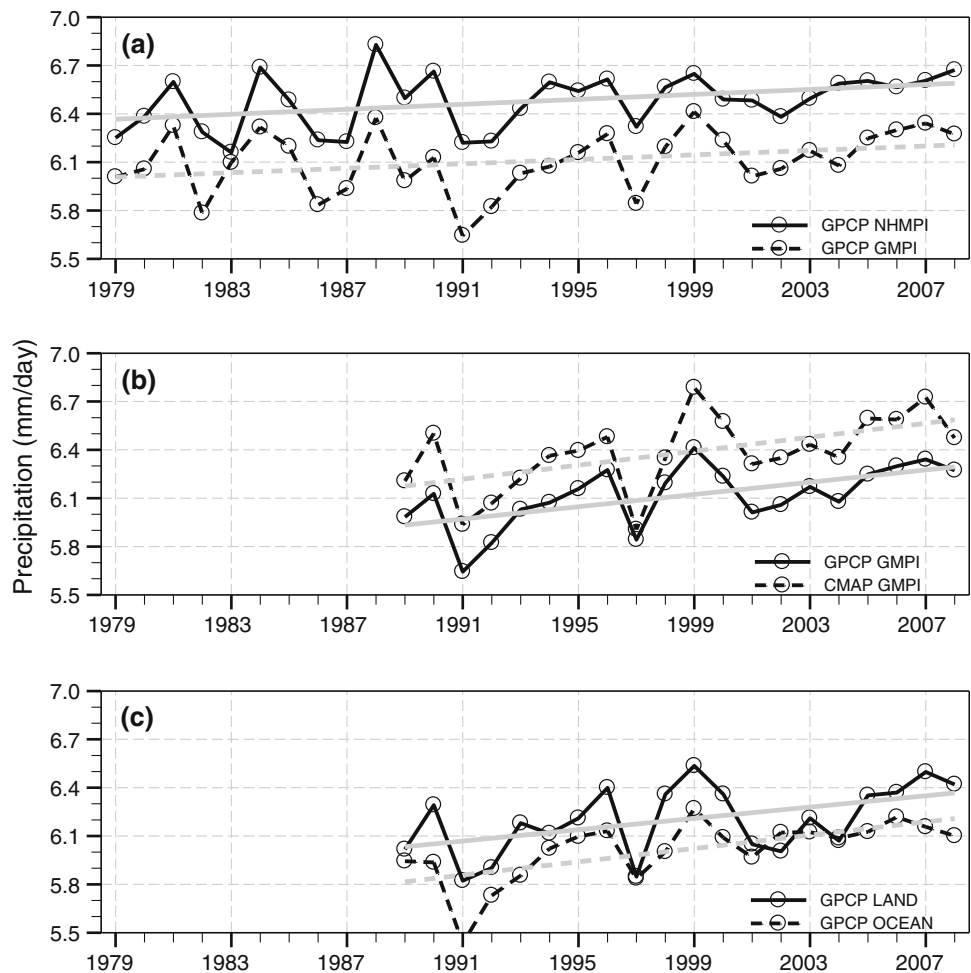 Precipitation (mm/day)
(a)
7.0
6.7
6.4
6.1
5.8
5.5
GPCP NHMPI
GPCP GMPI
1979 1983 1987 1991 1995 1999 2003 2007
(b)
7.0
6.7
6.4
6.1
5.8
5.5
GPCP GMPI
CMAP GMPI
1979 1983 1987 1991 1995 1999 2003 2007
(c)
7.0
6.7
6.4
6.1
5.8
5.5
GPCP LAND
GPCP OCEAN
1979 1983 1987 1991 1995 1999 2003 2007